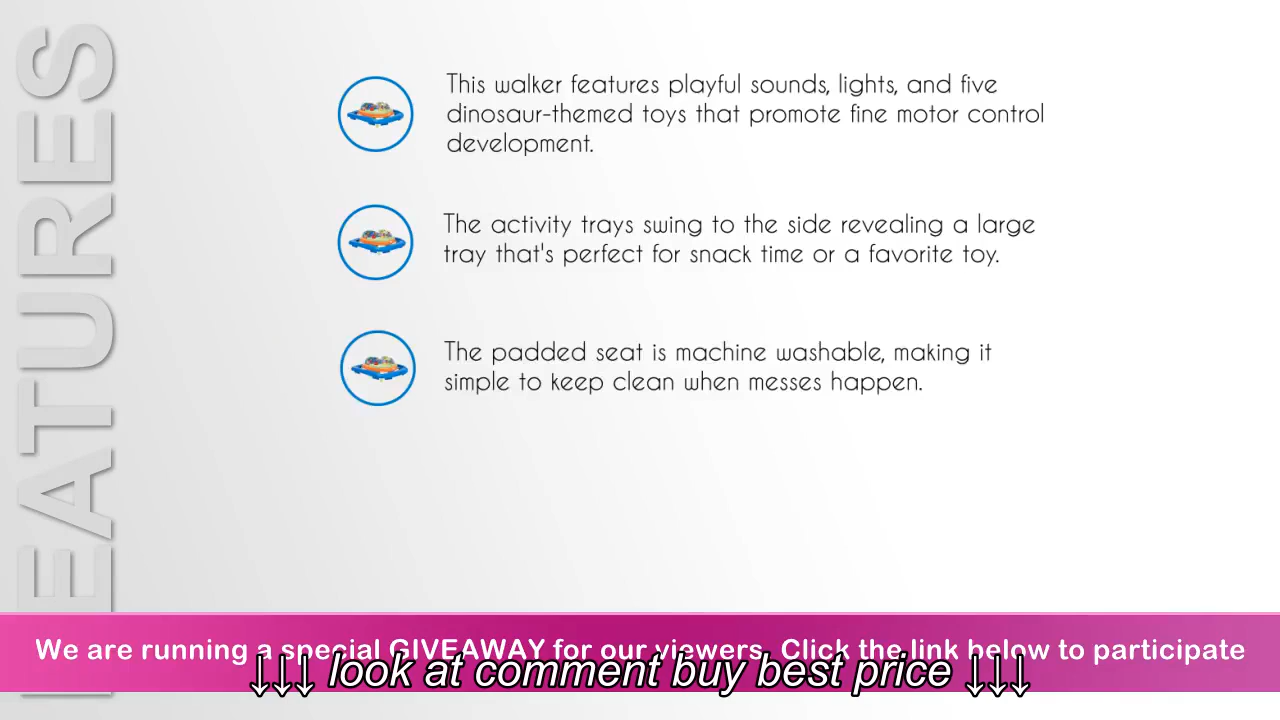 FEATURES
This walker features playful sounds, lights, and five
dinosaur-themed toys that promote fine motor control
development.
The activity trays swing to the side revealing a large
tray that's perfect for snack time or a favorite toy.
The padded seat is machine washable, making it
simple to keep clean when messes happen.
We are running a special GIVEAWAY for our viewers. Click the link below to participate
↓↓↓ look at comment buy best price ↓↓↓